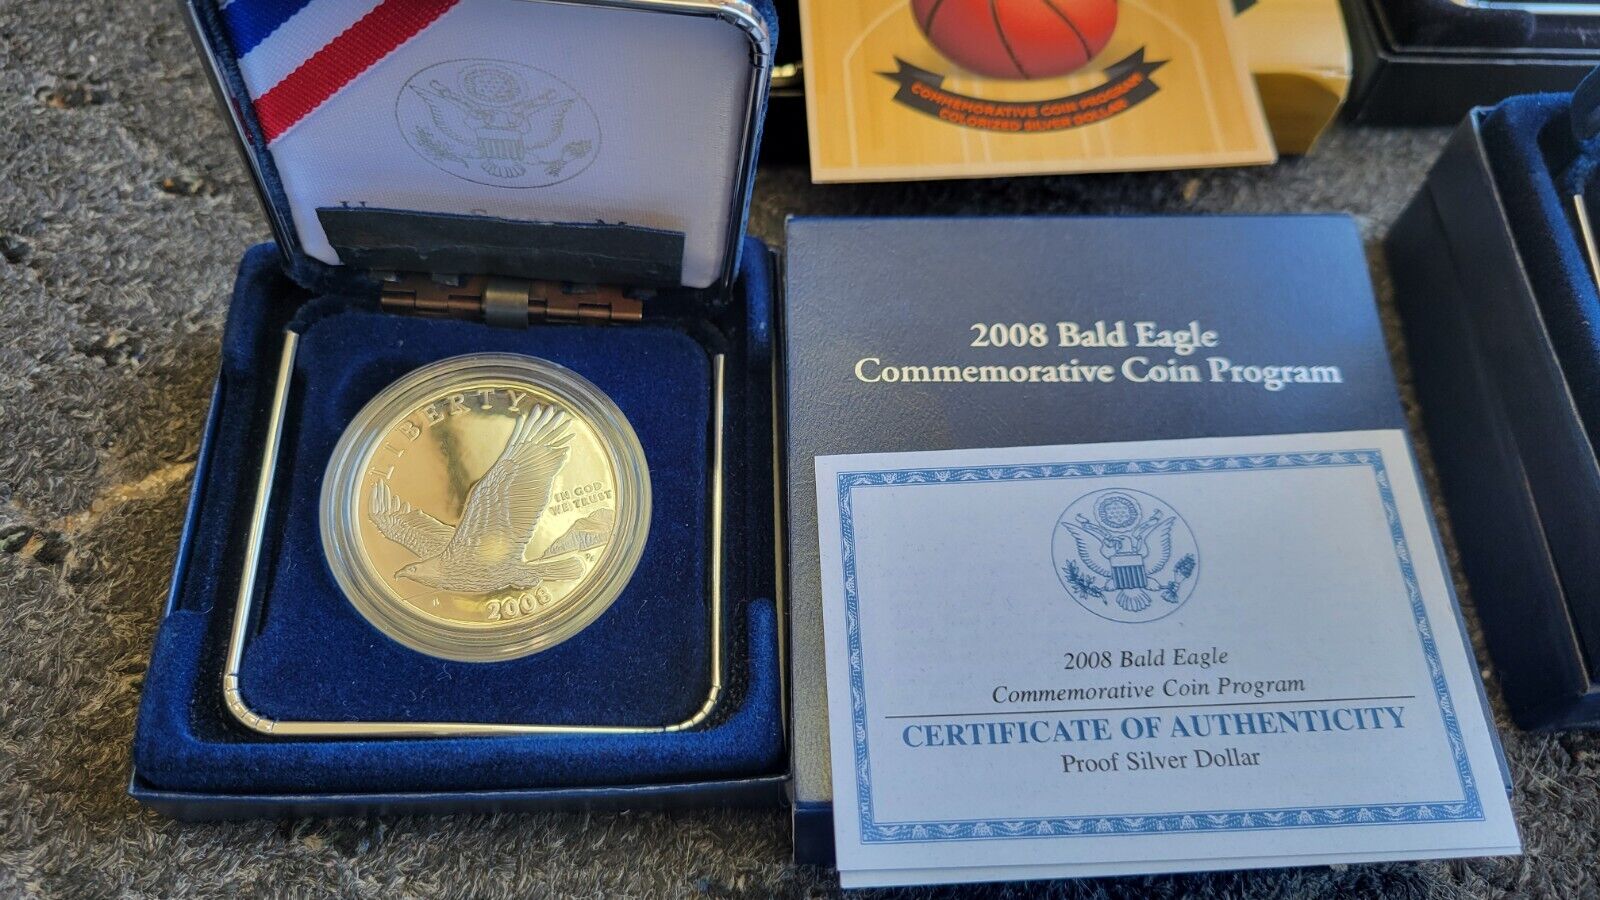 COMMEMORATIVE COIN PROGRAM
COLORIZED SILVER DOLLAR
LIBERTY
IN GOD
WE TRUST
2008
2008 Bald Eagle
Commemorative Coin Program
2008 Bald Eagle
Commemorative Coin Program
CERTIFICATE OF AUTHENTICITY
Proof Silver Dollar